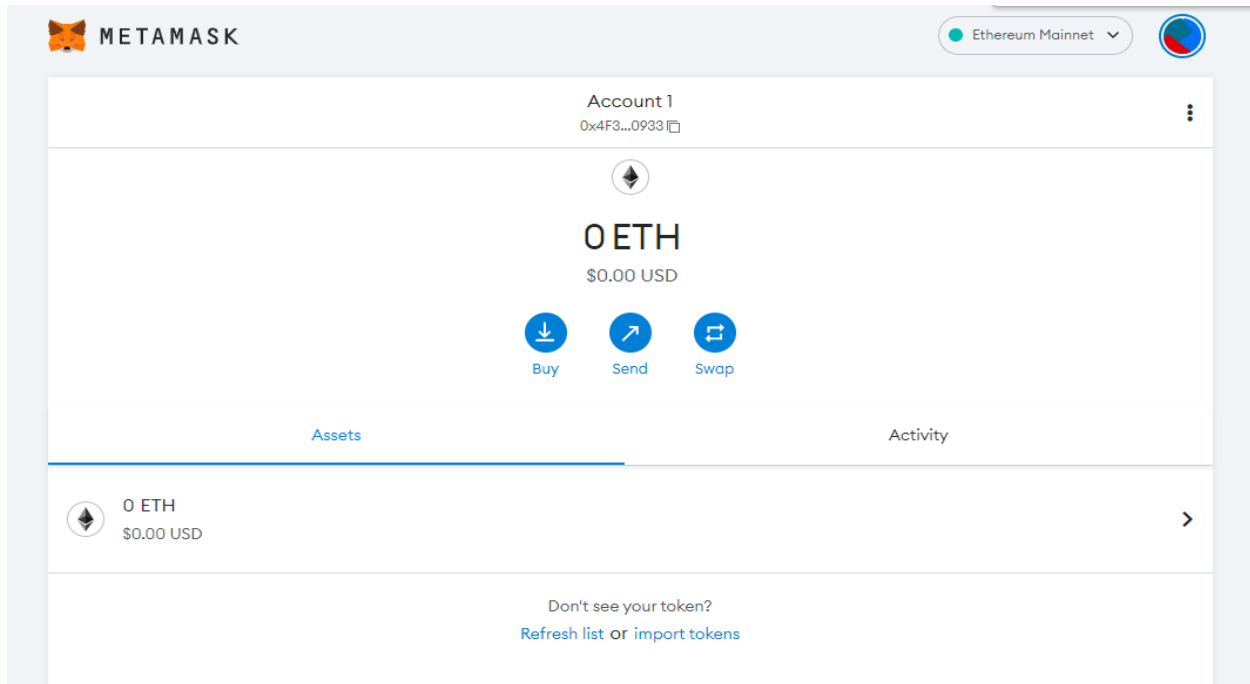 METAMASK
Ethereum Mainnet
Account 1
0x4F3...0933
0 ETH
$0.00 USD
Buy Send Swap
Assets Activity
0 ETH
$0.00 USD
Don't see your token?
Refresh list or import tokens